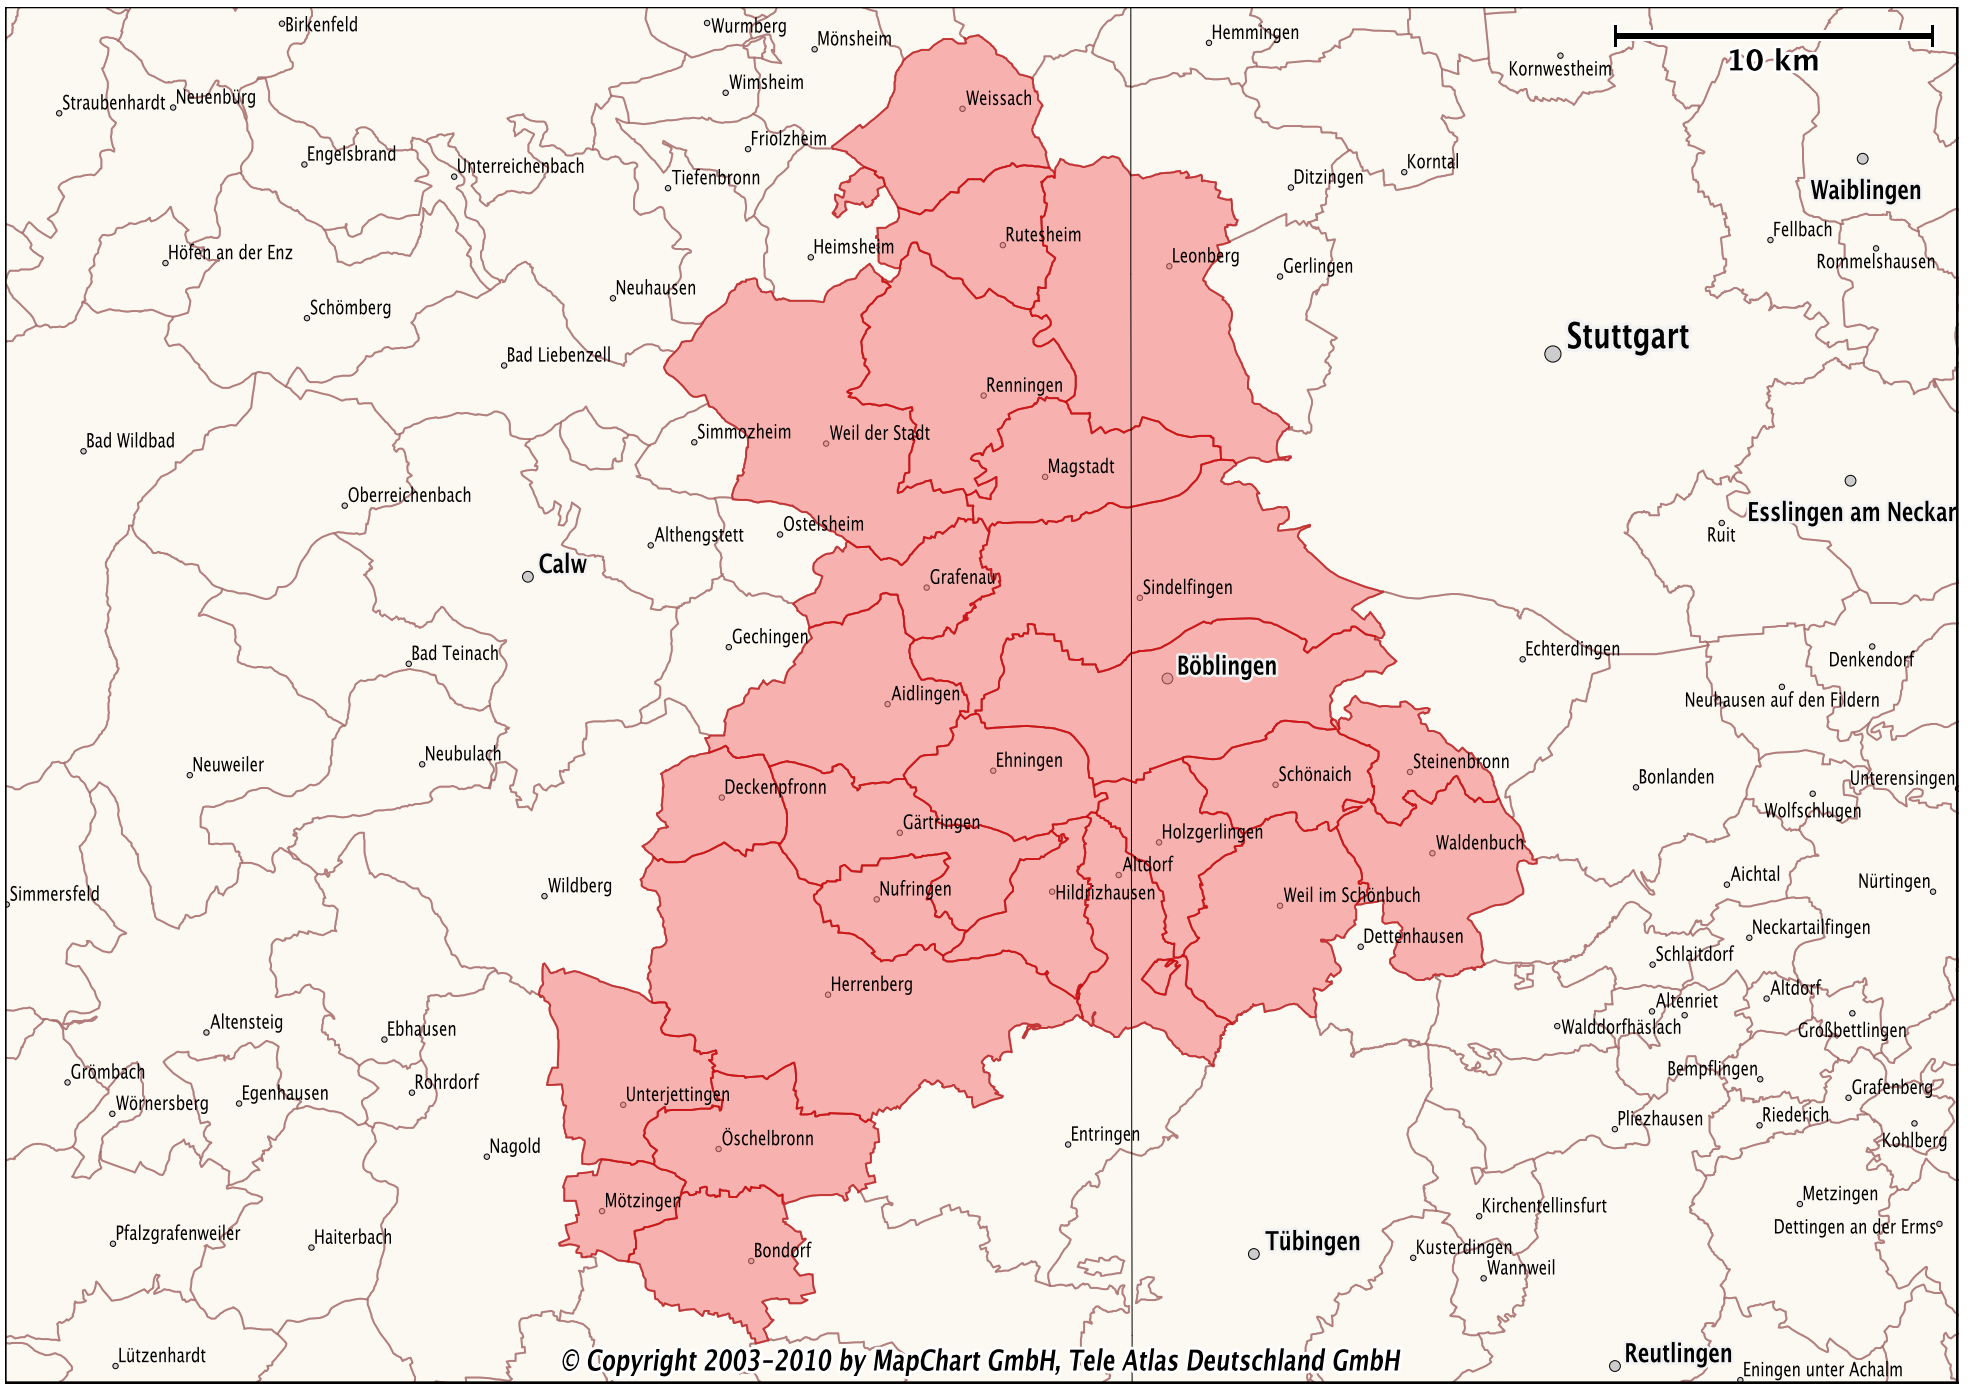 Birkenfeld
Wurmberg
Mönsheim
Hemmingen
10 km
Kornwestheim
Wimsheim
Straubenhardt
Neuenbürg
Weissach
Friolzheim
Engelsbrand
Unterreichenbach
Tiefenbronn
Ditzingen
Korntal
Waiblingen
Fellbach
Rutesheim
Höfen an der Enz
Heimsheim
Leonberg
Gerlingen
Rommelshausen
Neuhausen
Schömberg
Stuttgart
Bad Liebenzell
Renningen
Bad Wildbad
Simmozheim
Weil der Stadt
Magstadt
Oberreichenbach
Esslingen am Neckar
Althengstett
Ostelsheim
Ruit
Calw
Grafenau
Sindelfingen
Gechingen
Bad Teinach
Echterdingen
Denkendorf
Böblingen
Aidlingen
Neuhausen auf den Fildern
Neuweiler
Neubulach
Ehningen
Schönaich
Steinenbronn
Bonlanden
Unterensingen
Deckenpfronn
Wolfschlugen
Gärtringen
Holzgerlingen
Waldenbuch
Altdorf
Aichtal
Nürtingen
Simmersfeld
Wildberg
Nufringen
Hildrizhausen
Weil im Schönbuch
Dettenhausen
Neckartailfingen
Schlaitdorf
Herrenberg
Altdorf
Altenriet
Altensteig
Ebhausen
Walddorfhäslach
Großbettlingen
Grömbach
Bempflingen
Rohrdorf
Grafenberg
Wörnersberg
Egenhausen
Unterjettingen
Pliezhausen
Riederich
Entringen
Öschelbronn
Kohlberg
Nagold
Metzingen
Mötzingen
Kirchentellinsfurt
Dettingen an der Erms
Pfalzgrafenweiler
Haiterbach
Tübingen
Kusterdingen
Bondorf
Wannweil
Lützenhardt
© Copyright 2003-2010 by MapChart GmbH, Tele Atlas Deutschland GmbH
Reutlingen
Eningen unter Achalm